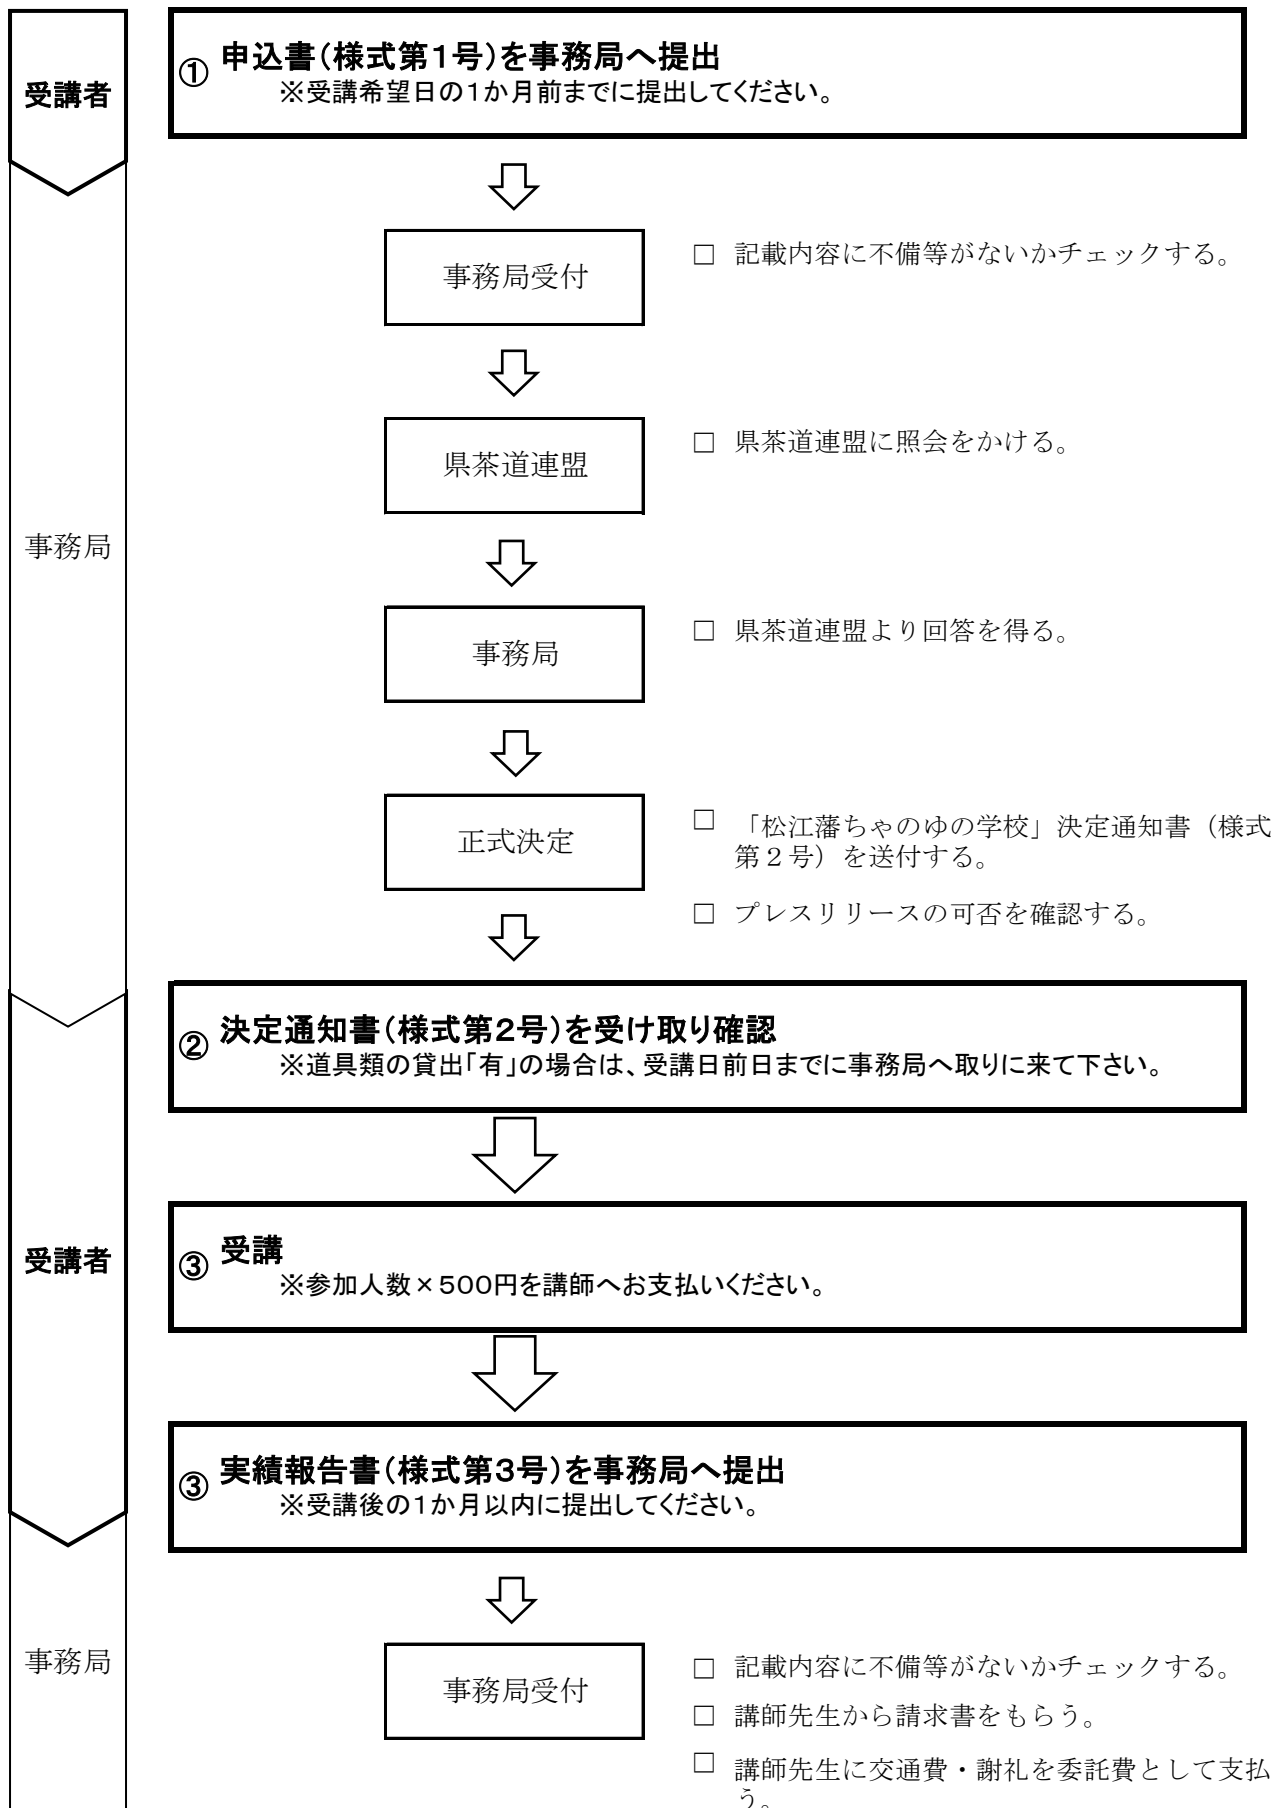 受講者
① 申込書(様式第1号)を事務局へ提出
※受講希望日の1か月前までに提出してください。
事務局
事務局受付
□ 記載内容に不備等がないかチェックする。
県茶道連盟
□ 県茶道連盟に照会をかける。
事務局
□ 県茶道連盟より回答を得る。
正式決定
□ 「松江藩ちゃのゆの学校」決定通知書（様式
第２号）を送付する。
□ プレスリリースの可否を確認する。
受講者
② 決定通知書(様式第2号)を受け取り確認
※道具類の貸出「有」の場合は、受講日前日までに事務局へ取りに来て下さい。
③ 受講
※参加人数×500円を講師へお支払いください。
③ 実績報告書(様式第3号)を事務局へ提出
※受講後の1か月以内に提出してください。
事務局
事務局受付
□ 記載内容に不備等がないかチェックする。
□ 講師先生から請求書をもらう。
□ 講師先生に交通費・謝礼を委託費として支払
う。